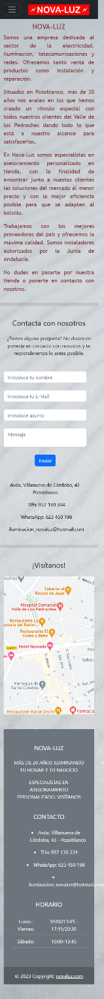 NOVA-LUZ
NOVA-LUZ
Somos una empresa dedicada al
sector de la electricidad,
iluminación, telecomunicaciones y
redes. Ofrecemos tanto venta de
productos como instalación y
reparación.
Situados en Pozoblanco, más de 20
años nos avalan en los que hemos
creado un vínculo especial con
todos nuestros clientes del Valle de
los Pedroches dando todo lo que
está a nuestro alcance para
satisfacerlos.
En Nova-Luz somos especialistas en
asesoramiento personalizado en
tienda, con la finalidad de
encontrar junto a nuestos clientes
las soluciones del mercado al menor
precio y con la mejor eficiencia
posible para que se adapten al
bolsillo.
Trabajamos con los mejores
proveedores del país y ofrecemos la
máxima calidad. Somos instaladores
autorizados por la Junta de
Andalucía.
No dudes en pasarte por nuestra
tienda o ponerte en contacto con
nosotros.
Contacta con nosotros
¿Tienes alguna pregunta? No dudes en
ponerte en contacto con nosotros y te
responderemos lo antes posible.
Introduce tu nombre
Introduce tu E-Mail
Introduce asunto
Mensaje
Enviar
Avda. Villanueva de Córdoba, 43
Pozoblanco
Tlfn: 957 130 334
WhatsApp: 623 450 198
iluminacion_novaluz@hotmail.com
¡Visítanos!
roches
C. María
Taberna el
Rincón de Juan
Hospital Comarcal
Valle de Los Pedroches
Restaurante La
Restaurante El
Come y Bebe
Hotel Nomada
Sales
C. Mayor
C. San Isidro
Parroquia de
Santa Catalina
C. San Ju
Restaurante Karan Bistro
Farmacia
NOVA-LUZ
MÁS DE 20 AÑOS ILUMINANDO
TU HOGAR Y TU NEGOCIO
ESPECIALISTAS EN
ASESORAMIENTO
PERSONALIZADO. VISÍTANOS
CONTACTO
• Avda. Villanueva de
Córdoba, 43 - Pozoblanco
• Tlfn: 957 130 334
• WhatsApp: 623 450 198
•
iluminacion_novaluz@hotmail.com
HORARIO
Lunes- 10:00/13:45 -
Viernes: 17:15/20:30
Sábado: 10:00-13:45
© 2023 Copyright: novaluz.com